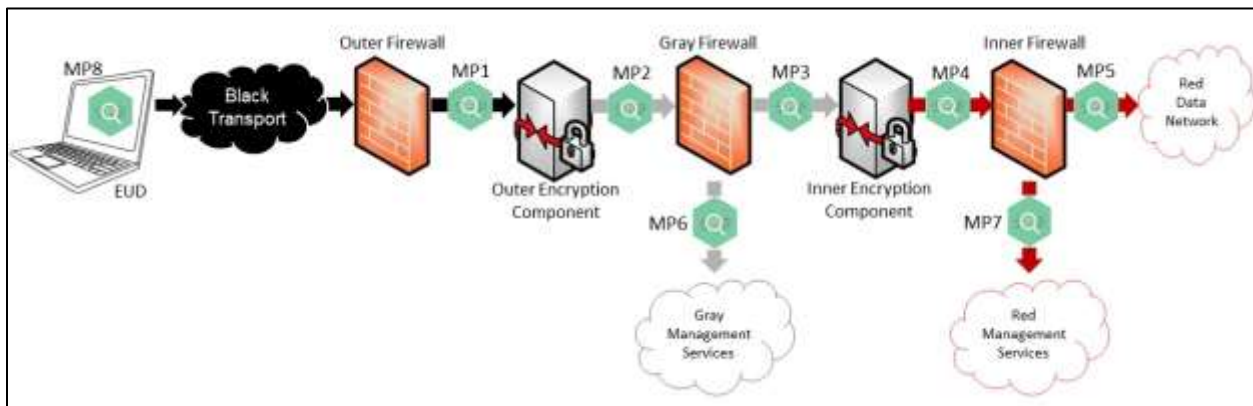 Outer Firewall
Gray Firewall
Inner Firewall
MP8
MP1
MP2
MP3
MP4
MP5
Black
Transport
Red
Data
Network
EUD
Outer Encryption
Component
Inner Encryption
Component
MP6
MP7
Gray
Management
Services
Red
Management
Services